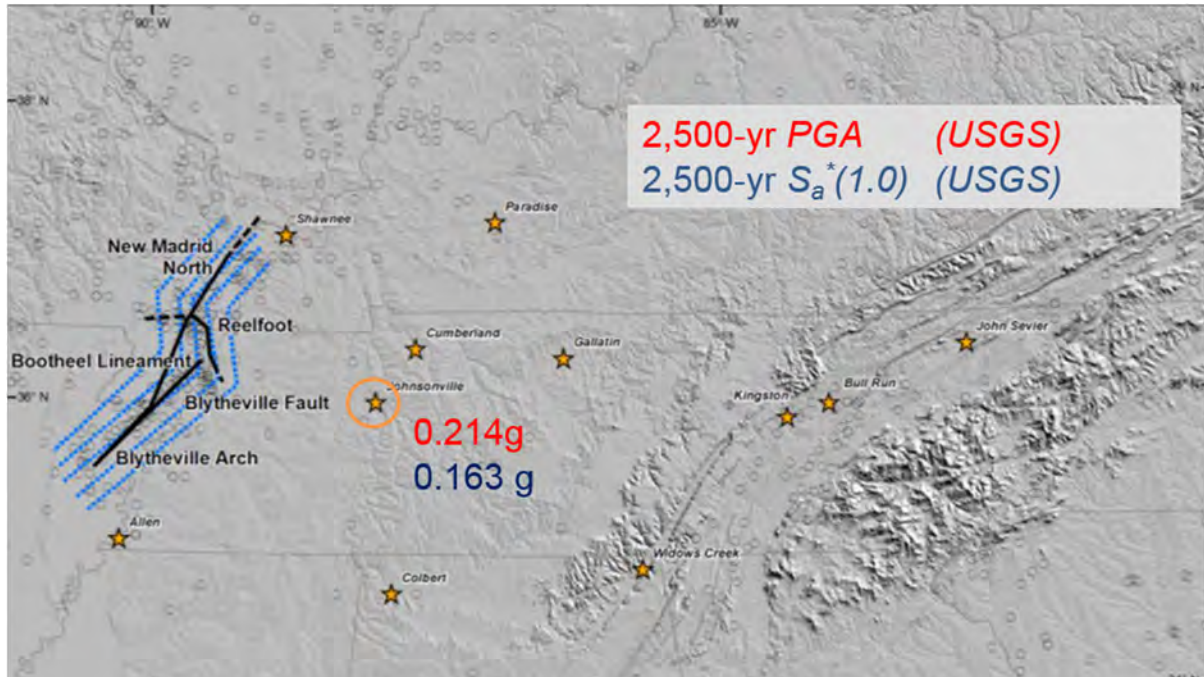 90° W
85° W
38° N
38° N
2,500-yr PGA (USGS)
2,500-yr Sa*(1.0) (USGS)
Paradise
Shawnee
New Madrid
North
Reelfoot
Cumberland
Gallatin
John Sevier
Bootheel Lineament
Johnsonville
Bull Run
36° N
Kingston
Blytheville Fault
0.214g
Blytheville Arch
0.163 g
Allen
Widows Creek
Colbert